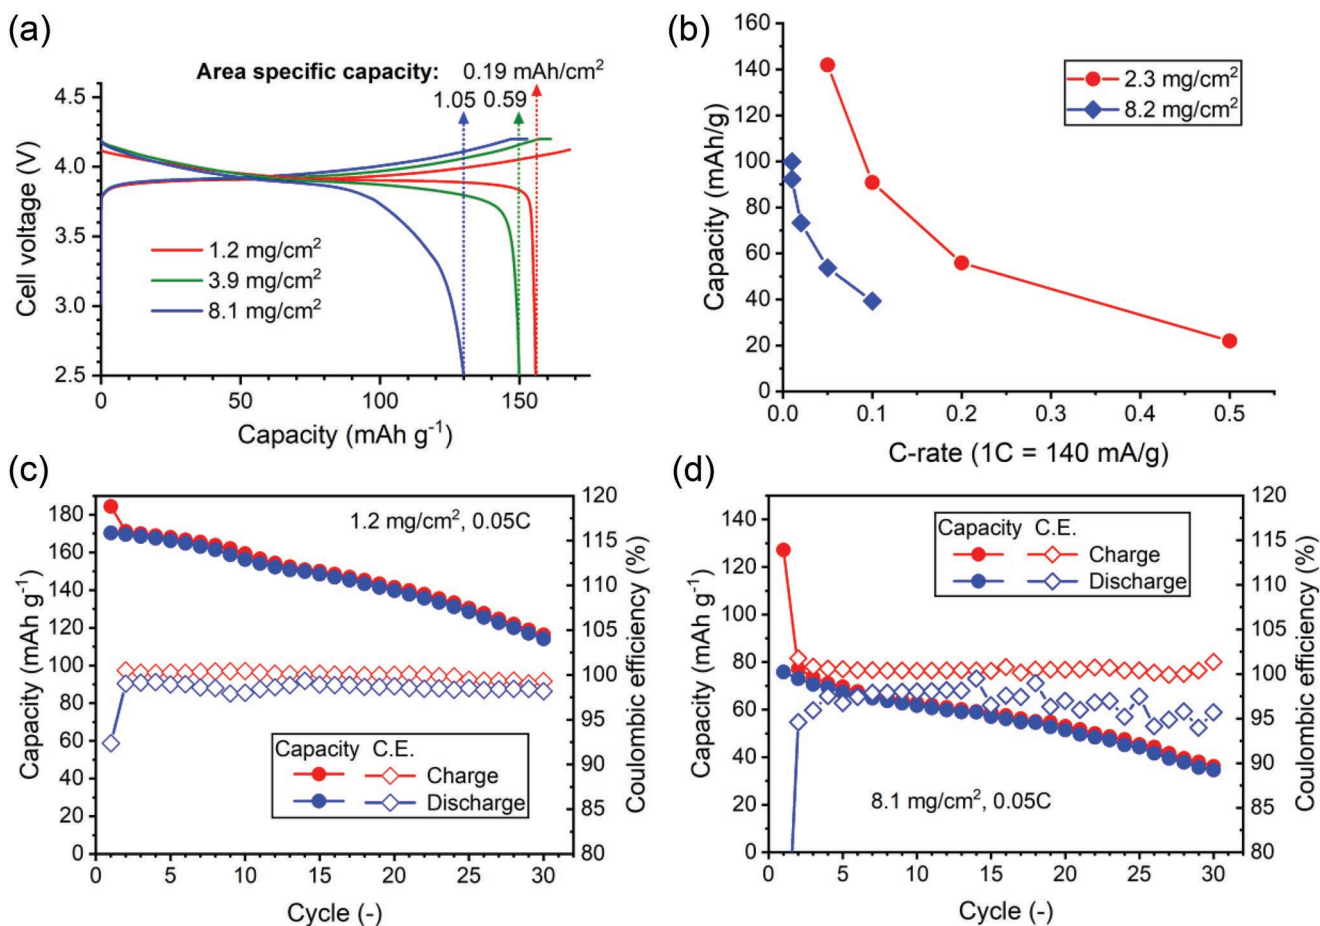 (a)
Area specific capacity: 0.19 mAh/cm²
1.05 0.59
4.5
4.0
3.5
3.0
2.5
Cell voltage (V)
1.2 mg/cm²
3.9 mg/cm²
8.1 mg/cm²
0 50 100 150
Capacity (mAh g⁻¹)
(b)
160
140
120
100
80
60
40
20
0
Capacity (mAh/g)
2.3 mg/cm²
8.2 mg/cm²
0.0 0.1 0.2 0.3 0.4 0.5
C-rate (1C = 140 mA/g)
(c)
180
160
140
120
100
80
60
40
20
0
Capacity (mAh g⁻¹)
1.2 mg/cm², 0.05C
Capacity C.E.
Charge
Discharge
120
115
110
105
100
95
90
85
80
Coulombic efficiency (%)
0 5 10 15 20 25 30
Cycle (-)
(d)
140
120
100
80
60
40
20
0
Capacity (mAh g⁻¹)
Capacity C.E.
Charge
Discharge
8.1 mg/cm², 0.05C
120
115
110
105
100
95
90
85
80
Coulombic efficiency (%)
0 5 10 15 20 25 30
Cycle (-)